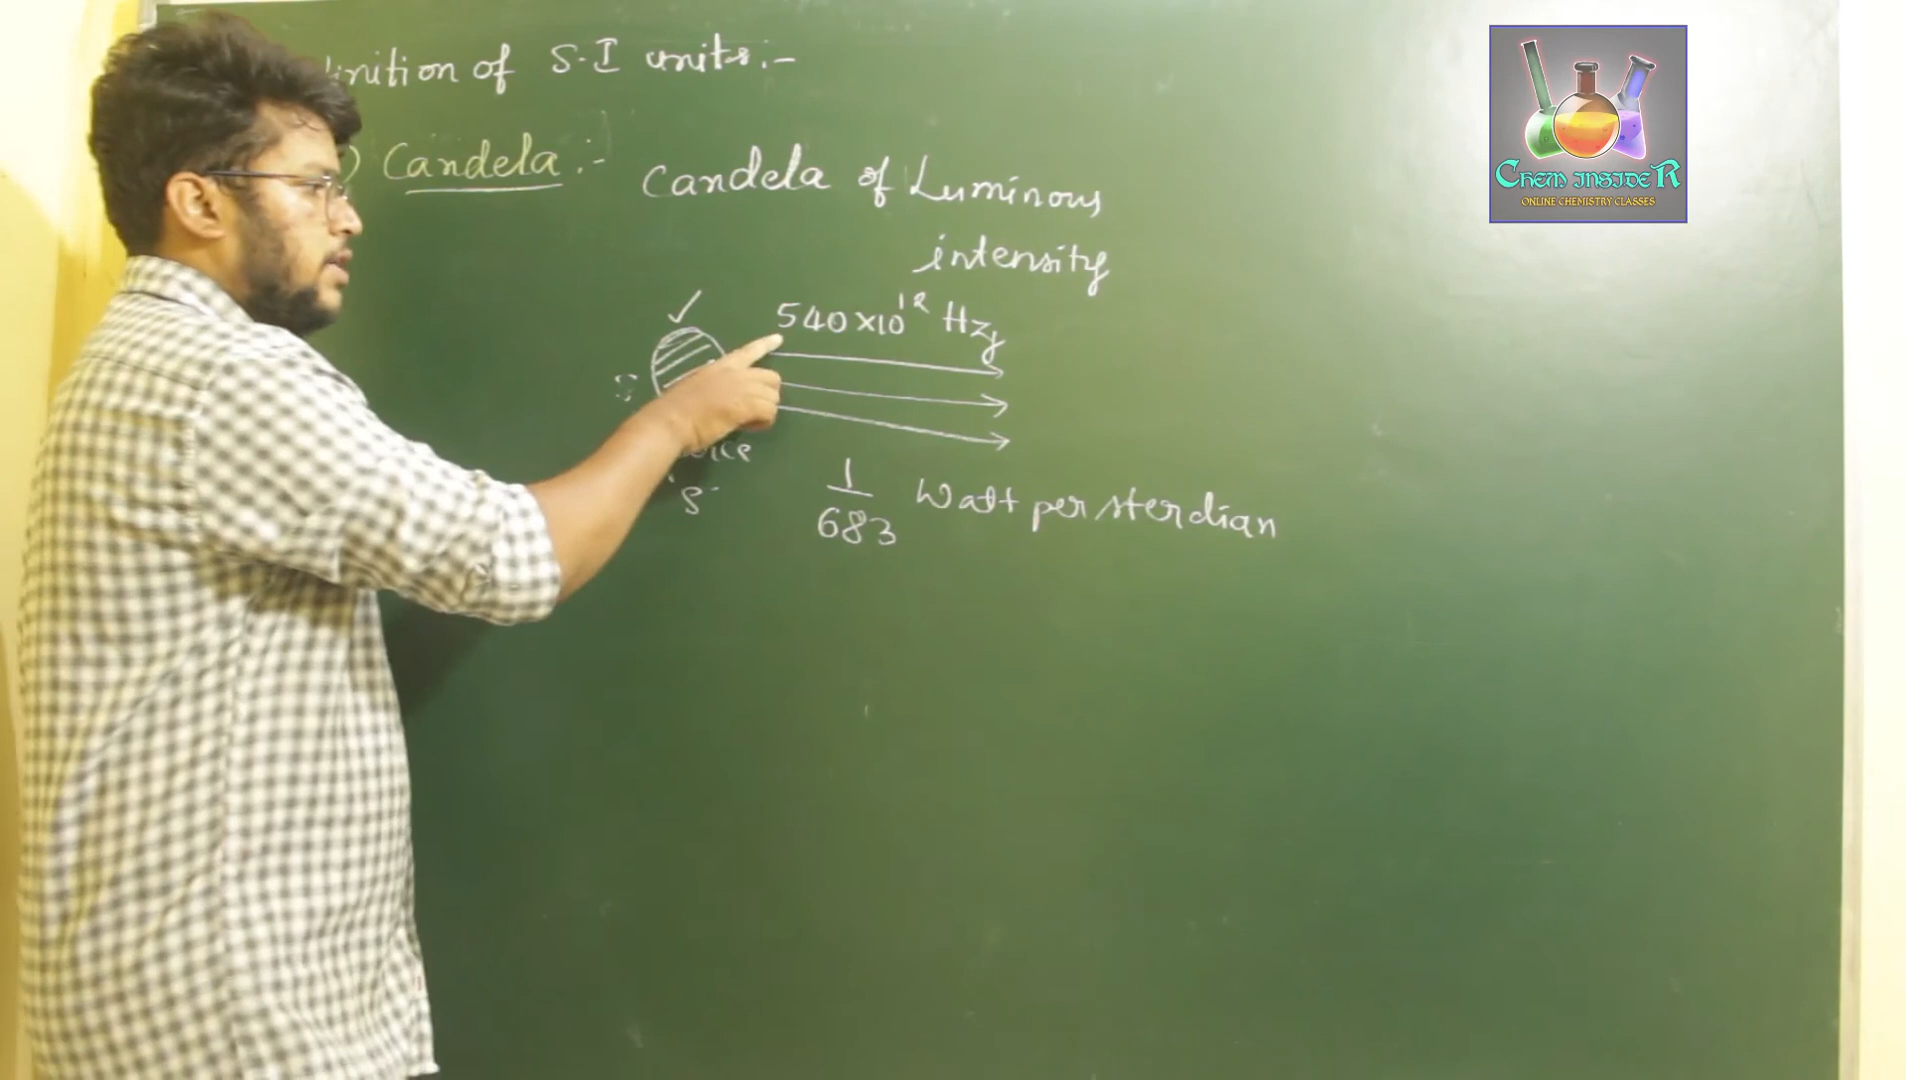 inition of S.I units:-
) Candela :- Candela of Luminous
intensity
540×10¹² Hz
'S'
1/683 Watt per sterdian
CHEM INSIDER
ONLINE CHEMISTRY CLASSES